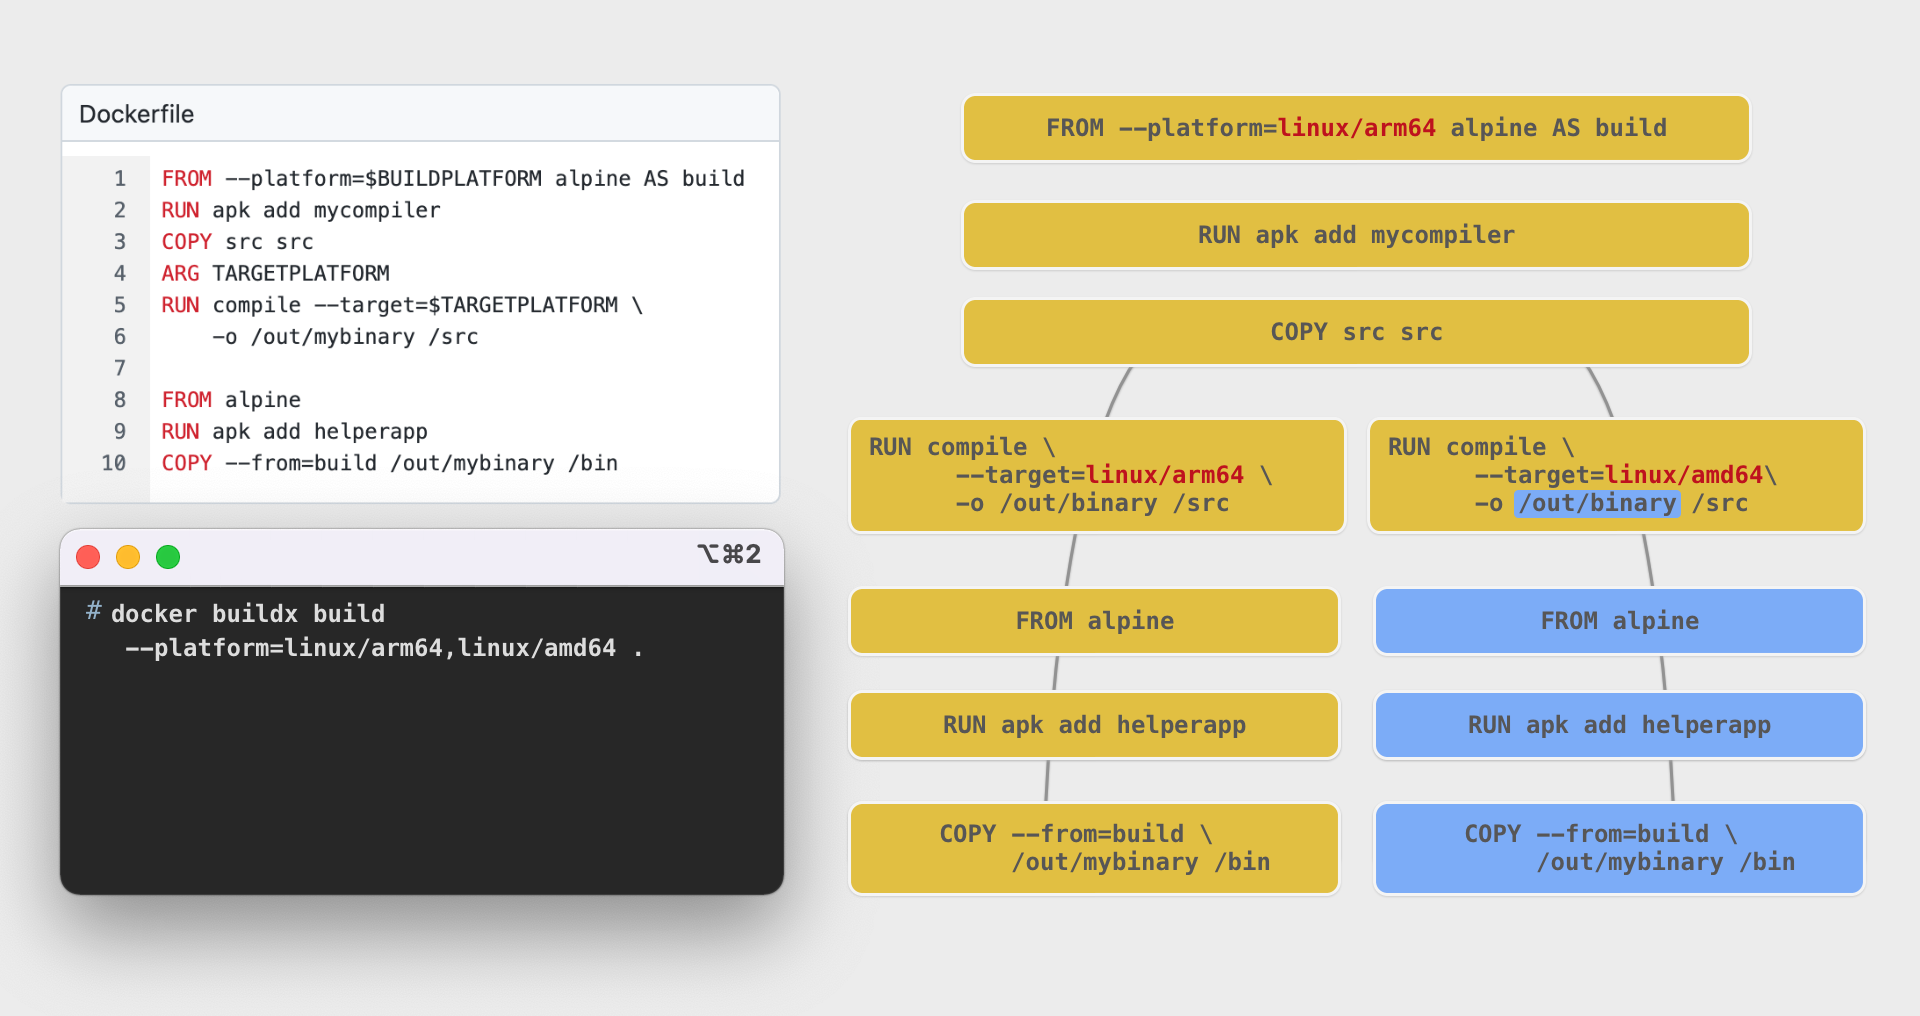 Dockerfile
1 FROM --platform=$BUILDPLATFORM alpine AS build
2 RUN apk add mycompiler
3 COPY src src
4 ARG TARGETPLATFORM
5 RUN compile --target=$TARGETPLATFORM \
6 -o /out/mybinary /src
7
8 FROM alpine
9 RUN apk add helperapp
10 COPY --from=build /out/mybinary /bin
⌥⌘2
# docker buildx build
--platform=linux/arm64,linux/amd64 .
FROM --platform=linux/arm64 alpine AS build
RUN apk add mycompiler
COPY src src
RUN compile \
--target=linux/arm64 \
-o /out/binary /src
FROM alpine
RUN apk add helperapp
COPY --from=build \
/out/mybinary /bin
RUN compile \
--target=linux/amd64\
-o /out/binary /src
FROM alpine
RUN apk add helperapp
COPY --from=build \
/out/mybinary /bin